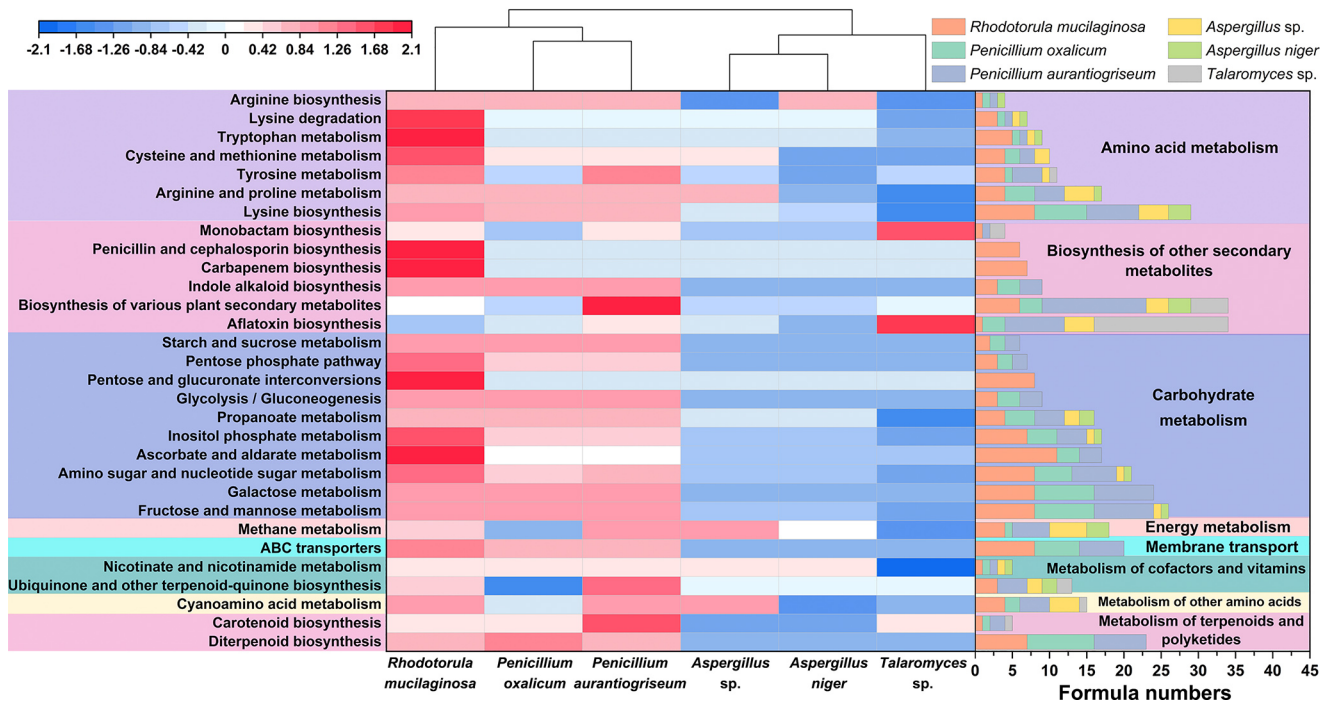 -2.1 -1.68 -1.26 -0.84 -0.42 0 0.42 0.84 1.26 1.68 2.1
Rhodotorula mucilaginosa
Penicillium oxalicum
Penicillium aurantiogriseum
Aspergillus sp.
Aspergillus niger
Talaromyces sp.
Arginine biosynthesis
Lysine degradation
Tryptophan metabolism
Cysteine and methionine metabolism
Tyrosine metabolism
Arginine and proline metabolism
Lysine biosynthesis
Monobactam biosynthesis
Penicillin and cephalosporin biosynthesis
Carbapenem biosynthesis
Indole alkaloid biosynthesis
Biosynthesis of various plant secondary metabolites
Aflatoxin biosynthesis
Starch and sucrose metabolism
Pentose phosphate pathway
Pentose and glucuronate interconversions
Glycolysis / Gluconeogenesis
Propanoate metabolism
Inositol phosphate metabolism
Ascorbate and aldarate metabolism
Amino sugar and nucleotide sugar metabolism
Galactose metabolism
Fructose and mannose metabolism
Methane metabolism
ABC transporters
Nicotinate and nicotinamide metabolism
Ubiquinone and other terpenoid-quinone biosynthesis
Cyanoamino acid metabolism
Carotenoid biosynthesis
Diterpenoid biosynthesis
Amino acid metabolism
Biosynthesis of other secondary
metabolites
Carbohydrate
metabolism
Energy metabolism
Membrane transport
Metabolism of cofactors and vitamins
Metabolism of other amino acids
Metabolism of terpenoids and
polyketides
Rhodotorula
mucilaginosa
Penicillium
oxalicum
Penicillium
aurantiogriseum
Aspergillus
sp.
Aspergillus
niger
Talaromyces
sp.
0 5 10 15 20 25 30 35 40 45
Formula numbers